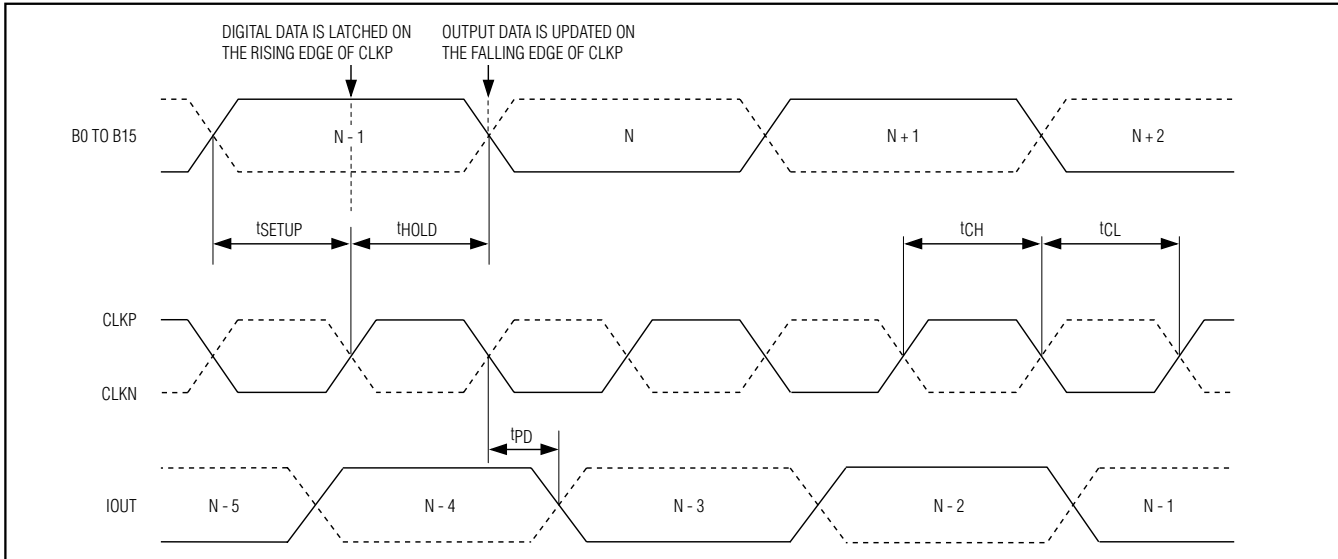 DIGITAL DATA IS LATCHED ON
THE RISING EDGE OF CLKP
OUTPUT DATA IS UPDATED ON
THE FALLING EDGE OF CLKP
B0 TO B15
N - 1
N
N + 1
N + 2
tSETUP
tHOLD
tCH
tCL
CLKP
CLKN
tPD
IOUT
N - 5
N - 4
N - 3
N - 2
N - 1